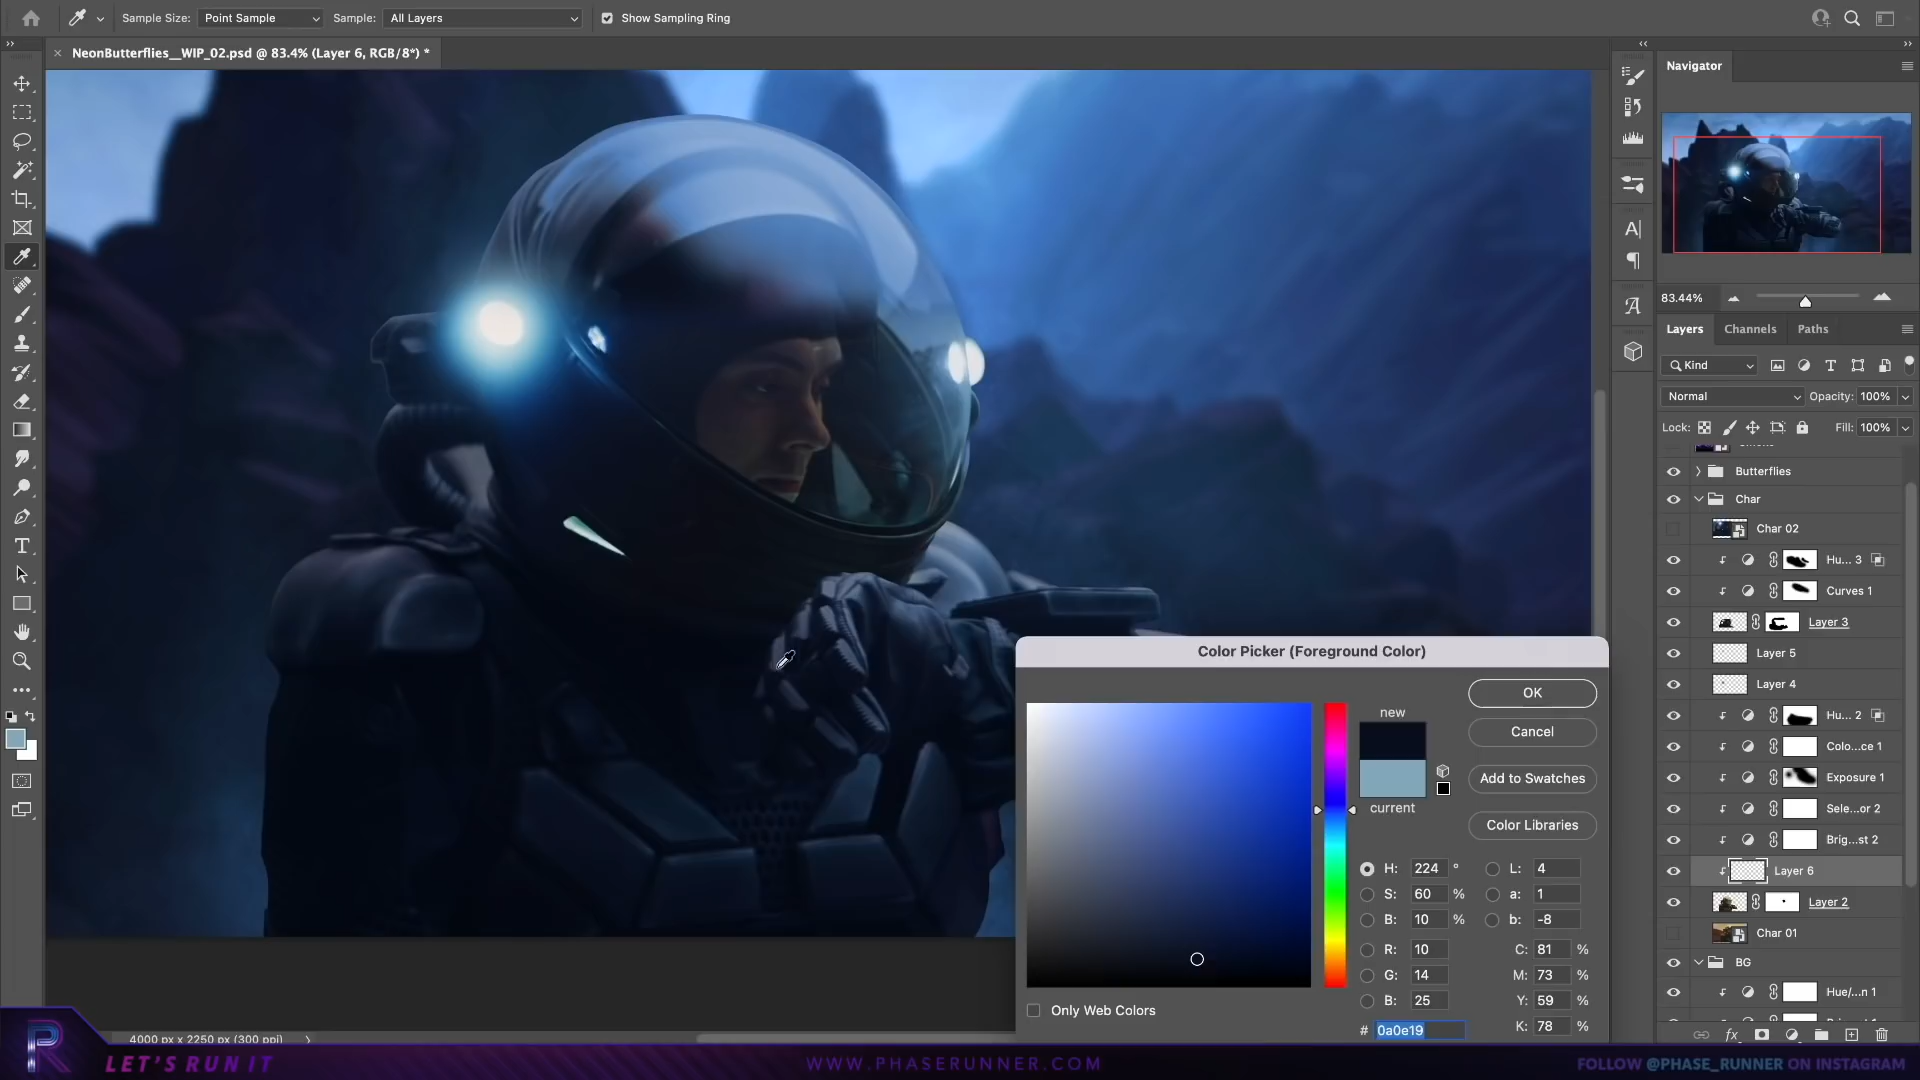 Sample Size: Point Sample Sample: All Layers Show Sampling Ring
NeonButterflies__WIP_02.psd @ 83.4% (Layer 6, RGB/8*) *
Navigator
83.44%
Layers Channels Paths
Kind
Normal Opacity: 100%
Lock: Fill: 100%
Butterflies
Char
Char 02
Hu... 3
Curves 1
Layer 3
Layer 5
Layer 4
Hu... 2
Colo...ce 1
Exposure 1
Sele...or 2
Brig...st 2
Layer 6
Layer 2
Char 01
BG
Hue/...n 1
Color Picker (Foreground Color)
new
current
OK
Cancel
Add to Swatches
Color Libraries
H: 224 ° L: 4
S: 60 % a: 1
B: 10 % b: -8
R: 10 C: 81 %
G: 14 M: 73 %
B: 25 Y: 59 %
# 0a0e19 K: 78 %
Only Web Colors
4000 px x 2250 px (300 ppi)
R LET'S RUN IT
WWW.PHASERUNNER.COM
FOLLOW @PHASE_RUNNER ON INSTAGRAM